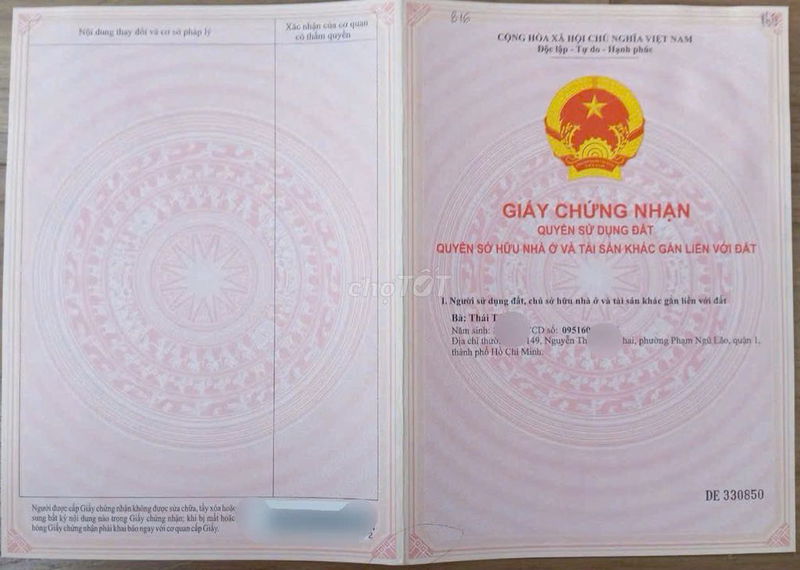 Nội dung thay đổi và cơ sở pháp lý
Xác nhận của cơ quan
có thẩm quyền
Người được cấp Giấy chứng nhận không được sửa chữa, tẩy xóa hoặc
sung bất kỳ nội dung nào trong Giấy chứng nhận; khi bị mất hoặc
hỏng Giấy chứng nhận phải khai báo ngay với cơ quan cấp Giấy.
816
CỘNG HÒA XÃ HỘI CHỦ NGHĨA VIỆT NAM
Độc lập - Tự do - Hạnh phúc
GIẤY CHỨNG NHẬN
QUYỀN SỬ DỤNG ĐẤT
QUYỀN SỞ HỮU NHÀ Ở VÀ TÀI SẢN KHÁC GẮN LIỀN VỚI ĐẤT
chợTỐT
I. Người sử dụng đất, chủ sở hữu nhà ở và tài sản khác gắn liền với đất
Bà: Thái T
Năm sinh: CD số: 095160
Địa chỉ thườ 149, Nguyễn Th hai, phường Phạm Ngũ Lão, quận 1,
thành phố Hồ Chí Minh.
DE 330850